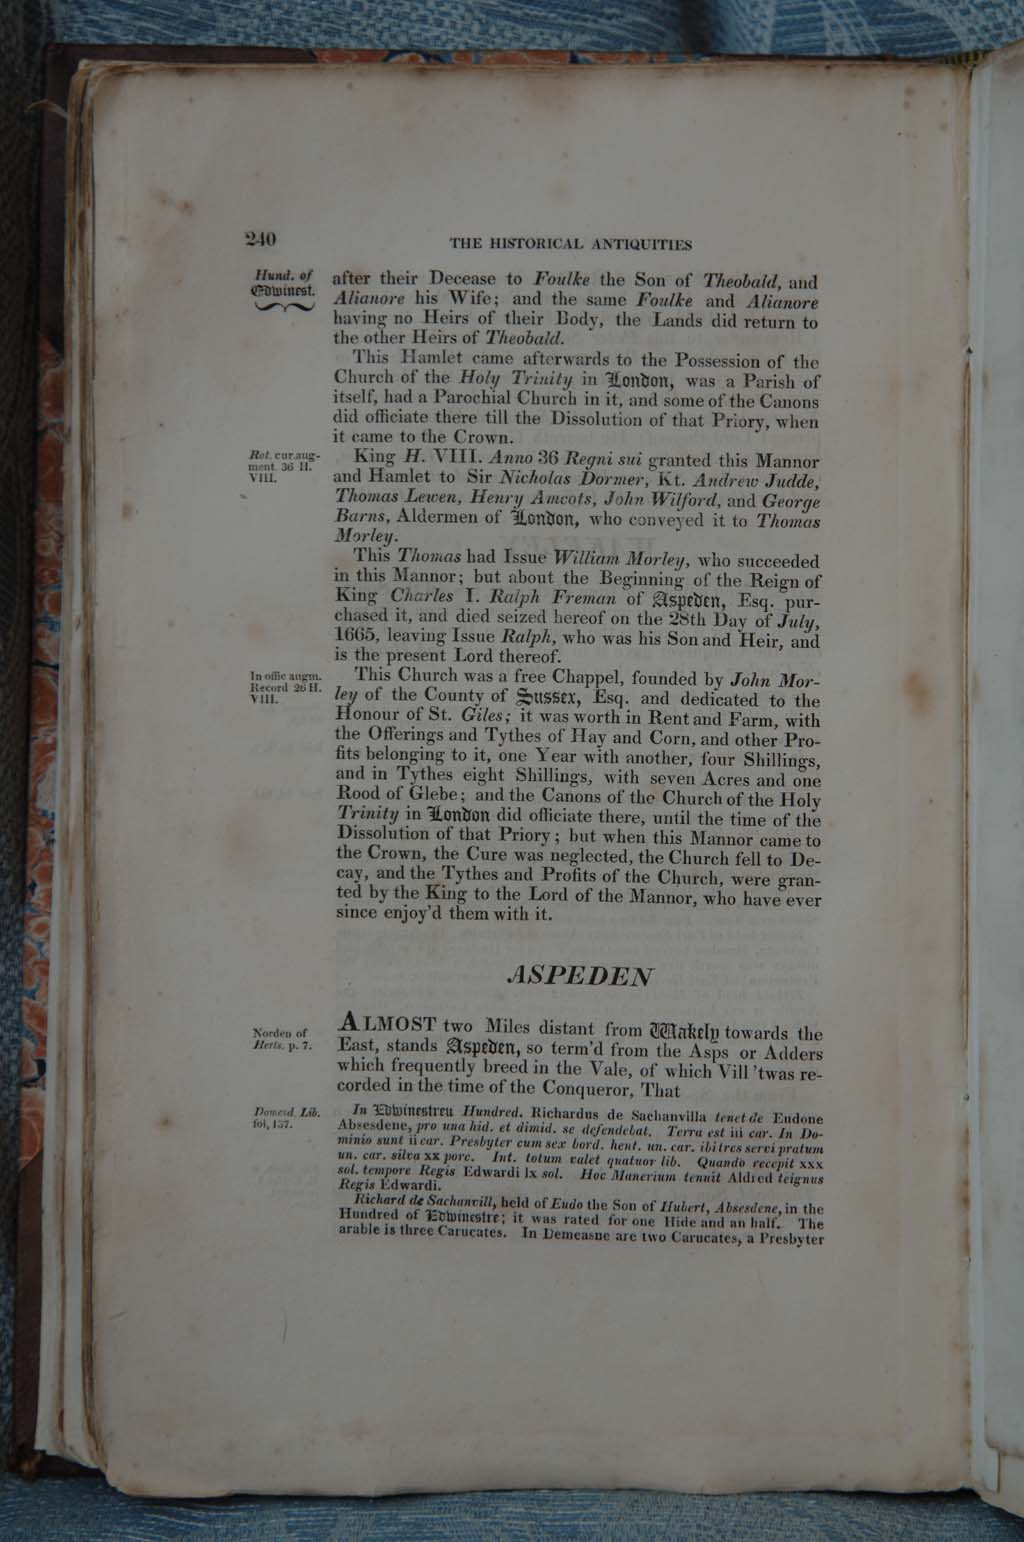 240
THE HISTORICAL ANTIQUITIES
Hund. of
Edwinest.
after their Decease to Foulke the Son of Theobald, and
Alianore his Wife; and the same Foulke and Alianore
having no Heirs of their Body, the Lands did return to
the other Heirs of Theobald.
This Hamlet came afterwards to the Possession of the
Church of the Holy Trinity in London, was a Parish of
itself, had a Parochial Church in it, and some of the Canons
did officiate there till the Dissolution of that Priory, when
it came to the Crown.
Rot. cur. aug-
ment. 36 H.
VIII.
King H. VIII. Anno 36 Regni sui granted this Mannor
and Hamlet to Sir Nicholas Dormer, Kt. Andrew Judde,
Thomas Lewen, Henry Amcots, John Wilford, and George
Barns, Aldermen of London, who conveyed it to Thomas
Morley.
This Thomas had Issue William Morley, who succeeded
in this Mannor; but about the Beginning of the Reign of
King Charles I. Ralph Freman of Aspeden, Esq. pur-
chased it, and died seized hereof on the 28th Day of July,
1665, leaving Issue Ralph, who was his Son and Heir, and
is the present Lord thereof.
In offic augm.
Record 26 H.
VIII.
This Church was a free Chappel, founded by John Mor-
ley of the County of Sussex, Esq. and dedicated to the
Honour of St. Giles; it was worth in Rent and Farm, with
the Offerings and Tythes of Hay and Corn, and other Pro-
fits belonging to it, one Year with another, four Shillings,
and in Tythes eight Shillings, with seven Acres and one
Rood of Glebe; and the Canons of the Church of the Holy
Trinity in London did officiate there, until the time of the
Dissolution of that Priory; but when this Mannor came to
the Crown, the Cure was neglected, the Church fell to De-
cay, and the Tythes and Profits of the Church, were gran-
ted by the King to the Lord of the Mannor, who have ever
since enjoy'd them with it.
ASPEDEN
Norden of
Herts. p. 7.
ALMOST two Miles distant from Wakely towards the
East, stands Aspeden, so term'd from the Asps or Adders
which frequently breed in the Vale, of which Vill 'twas re-
corded in the time of the Conqueror, That
Domesd. Lib.
fol. 137.
In Edwinestreu Hundred. Richardus de Sachanvilla tenet de Eudone
Absesdene, pro una hid. et dimid. se defendebat. Terra est iii car. In Do-
minio sunt ii car. Presbyter cum sex bord. hent. un. car. ibi tres servi pratum
un. car. silva xx porc. Int. totum valet quatuor lib. Quando recepit xxx
sol. tempore Regis Edwardi lx sol. Hoc Manerium tenuit Aldred teignus
Regis Edwardi.
Richard de Sachanvill, held of Eudo the Son of Hubert, Absesdene, in the
Hundred of Edwinestre; it was rated for one Hide and an half. The
arable is three Carucates. In Demeasne are two Carucates, a Presbyter